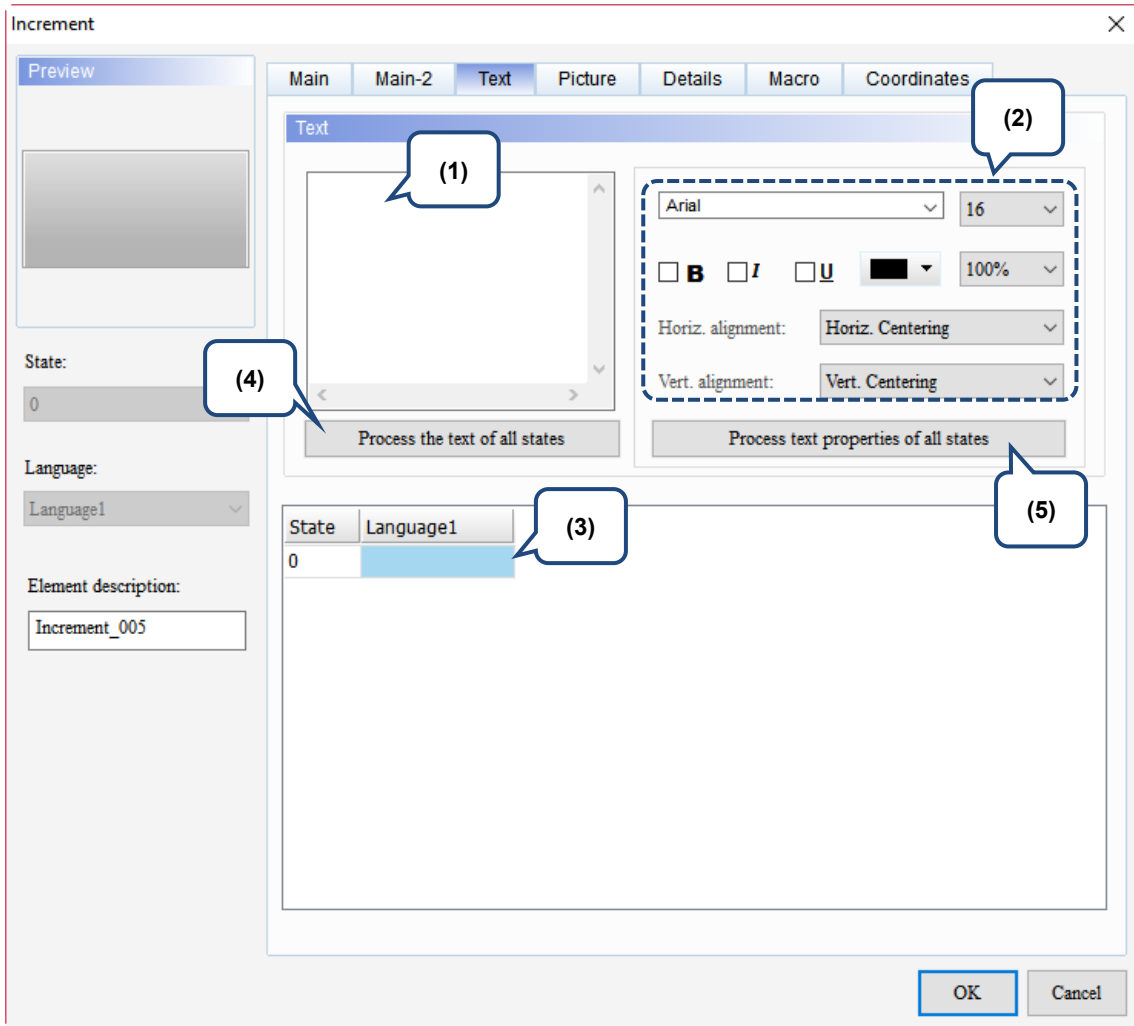 Increment
Preview
Main Main-2 Text Picture Details Macro Coordinates
(2)
Text
(1)
Arial 16
B I U 100%
Horiz. alignment: Horiz. Centering
State:
(4)
Vert. alignment: Vert. Centering
0
Process the text of all states Process text properties of all states
Language:
Language1
(5)
State Language1 (3)
0
Element description:
Increment_005
OK Cancel